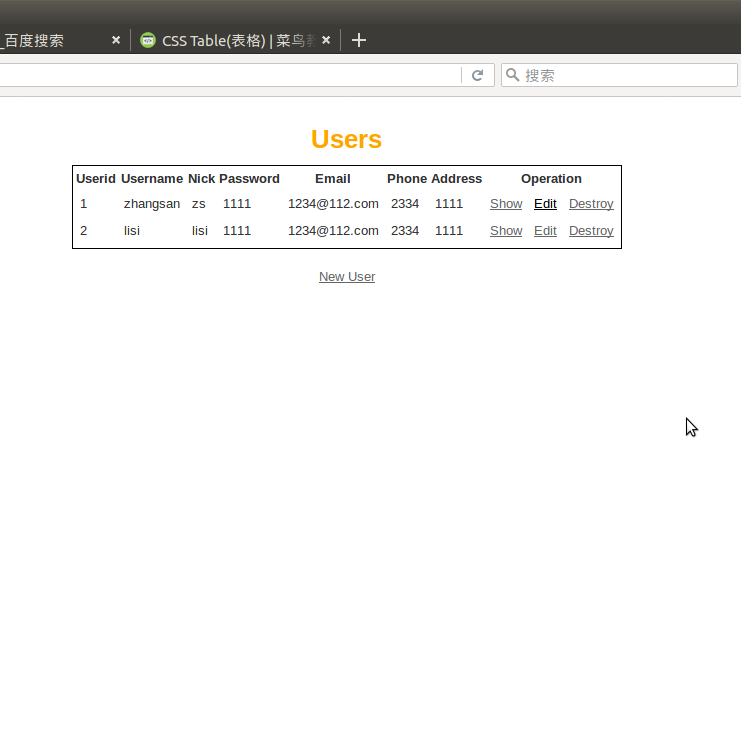 _百度搜索
CSS Table(表格) | 菜鸟教
搜索
Users
Userid Username Nick Password Email Phone Address Operation
1 zhangsan zs 1111 1234@112.com 2334 1111 Show Edit Destroy
2 lisi lisi 1111 1234@112.com 2334 1111 Show Edit Destroy
New User